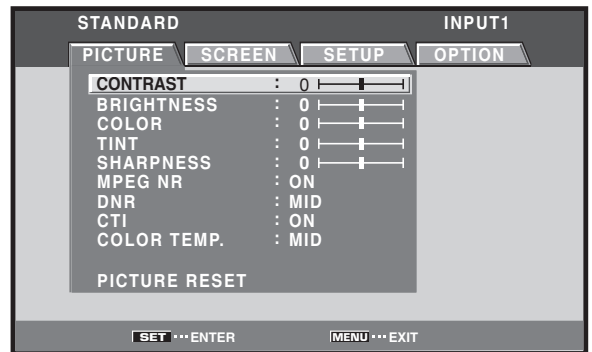 STANDARD INPUT1
PICTURE SCREEN SETUP OPTION
CONTRAST : 0
BRIGHTNESS : 0
COLOR : 0
TINT : 0
SHARPNESS : 0
MPEG NR : ON
DNR : MID
CTI : ON
COLOR TEMP. : MID
PICTURE RESET
SET ··· ENTER MENU ··· EXIT